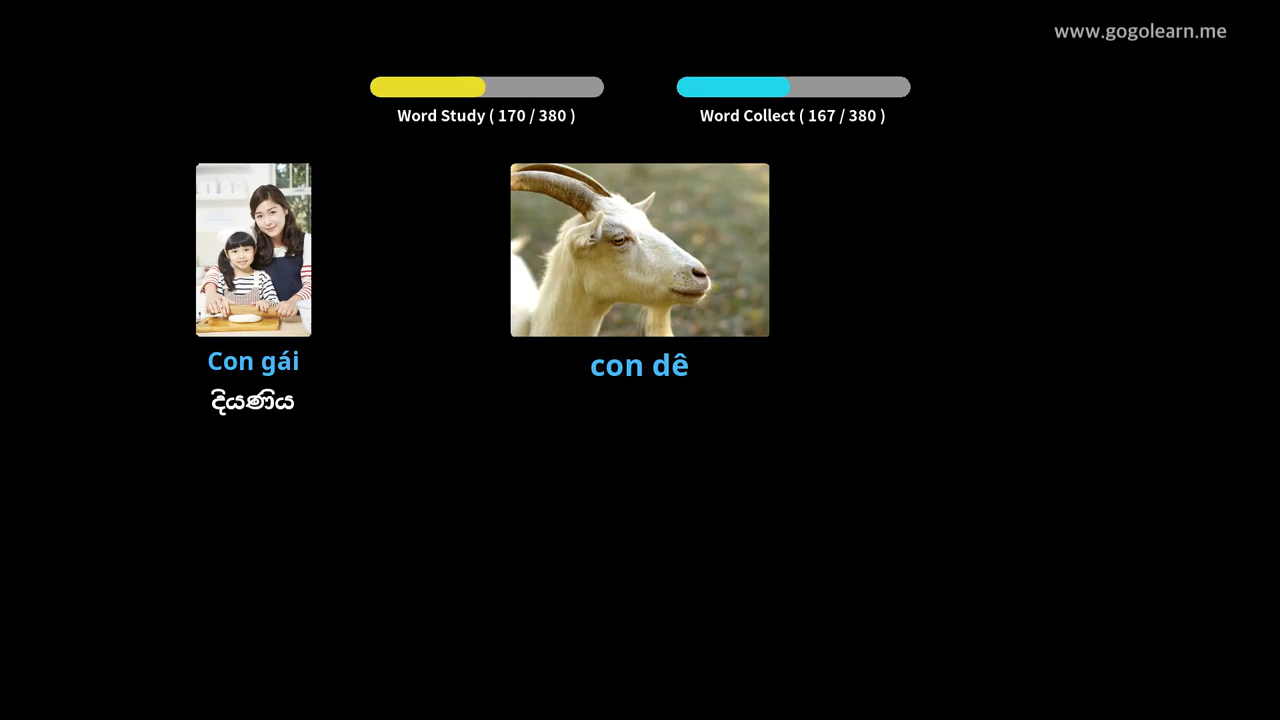 www.gogolearn.me
Word Study ( 170 / 380 )
Word Collect ( 167 / 380 )
Con gái
දියණිය
con dê